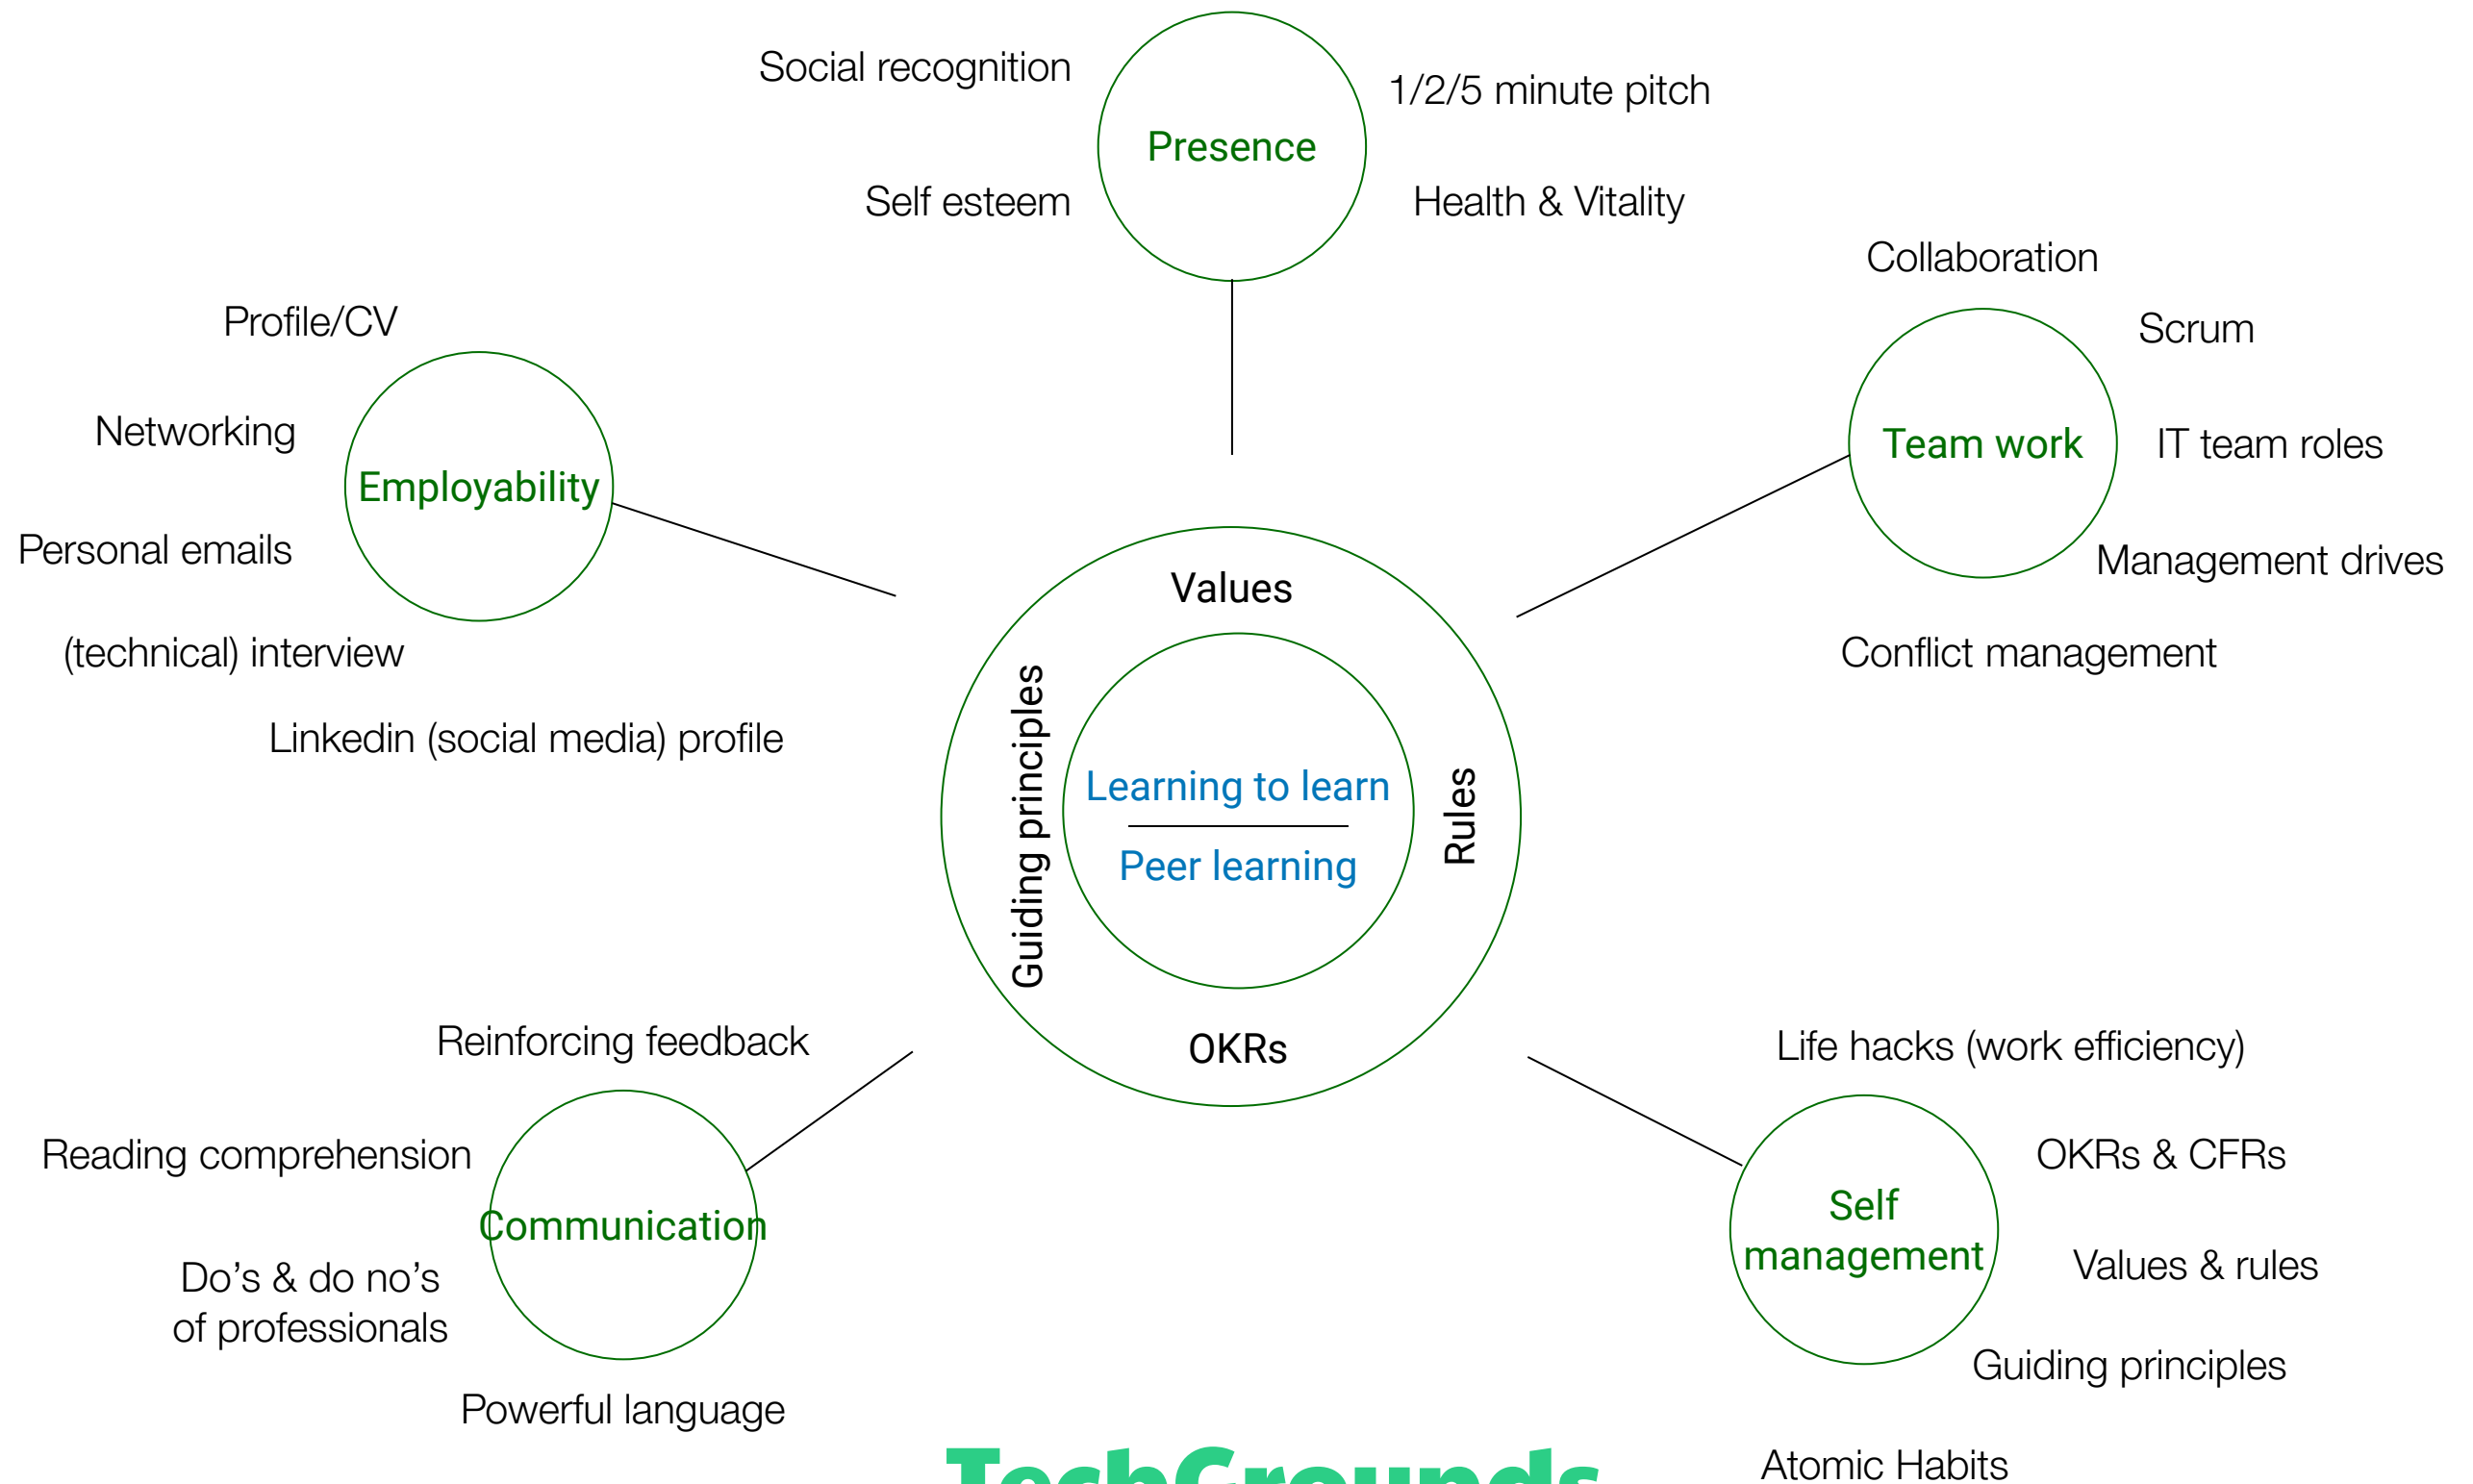 Social recognition
1/2/5 minute pitch
Presence
Self esteem
Health & Vitality
Collaboration
Scrum
Team work
IT team roles
Management drives
Conflict management
Profile/CV
Networking
Employability
Personal emails
(technical) interview
Linkedin (social media) profile
Values
Guiding principles
Learning to learn
Peer learning
Rules
OKRs
Reinforcing feedback
Reading comprehension
Communication
Do’s & do no’s
of professionals
Powerful language
Life hacks (work efficiency)
OKRs & CFRs
Self
management
Values & rules
Guiding principles
Atomic Habits
TechGrounds